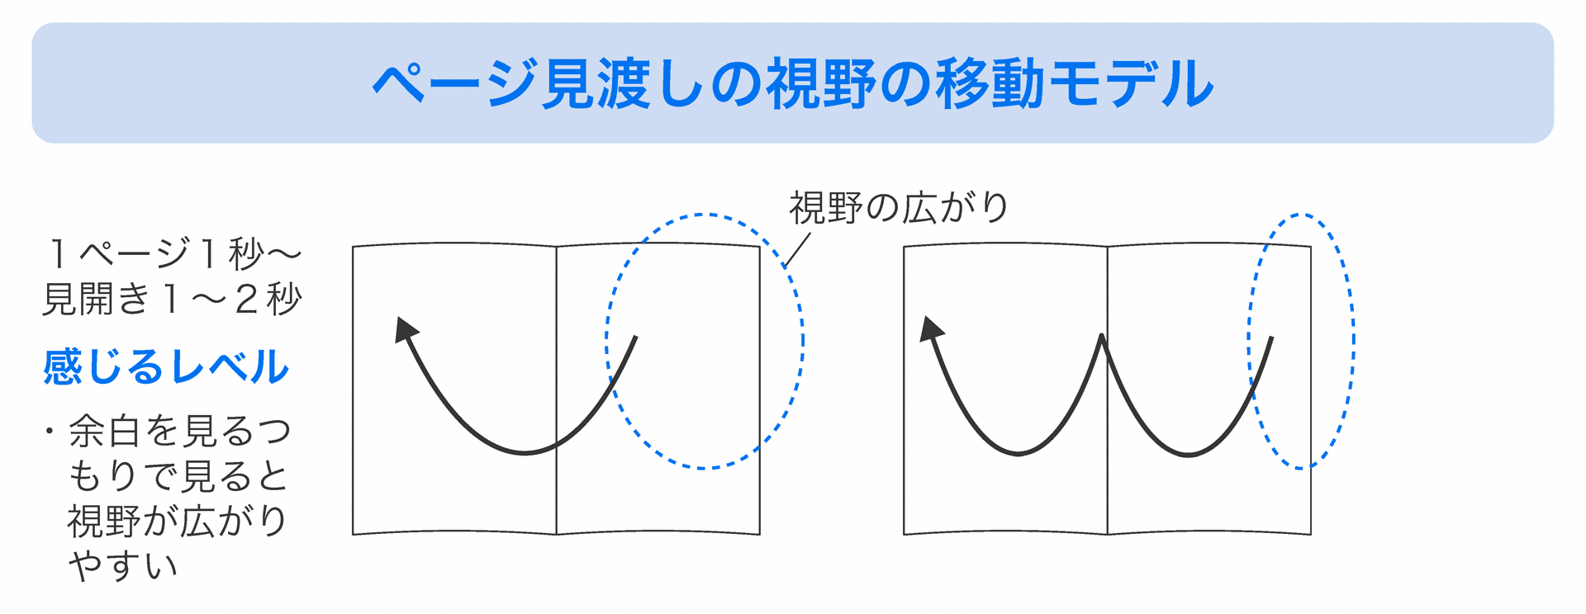 ページ見渡しの視野の移動モデル
1ページ1秒〜
見開き1〜2秒
感じるレベル
・余白を見るつ
もりで見ると
視野が広がり
やすい
視野の広がり